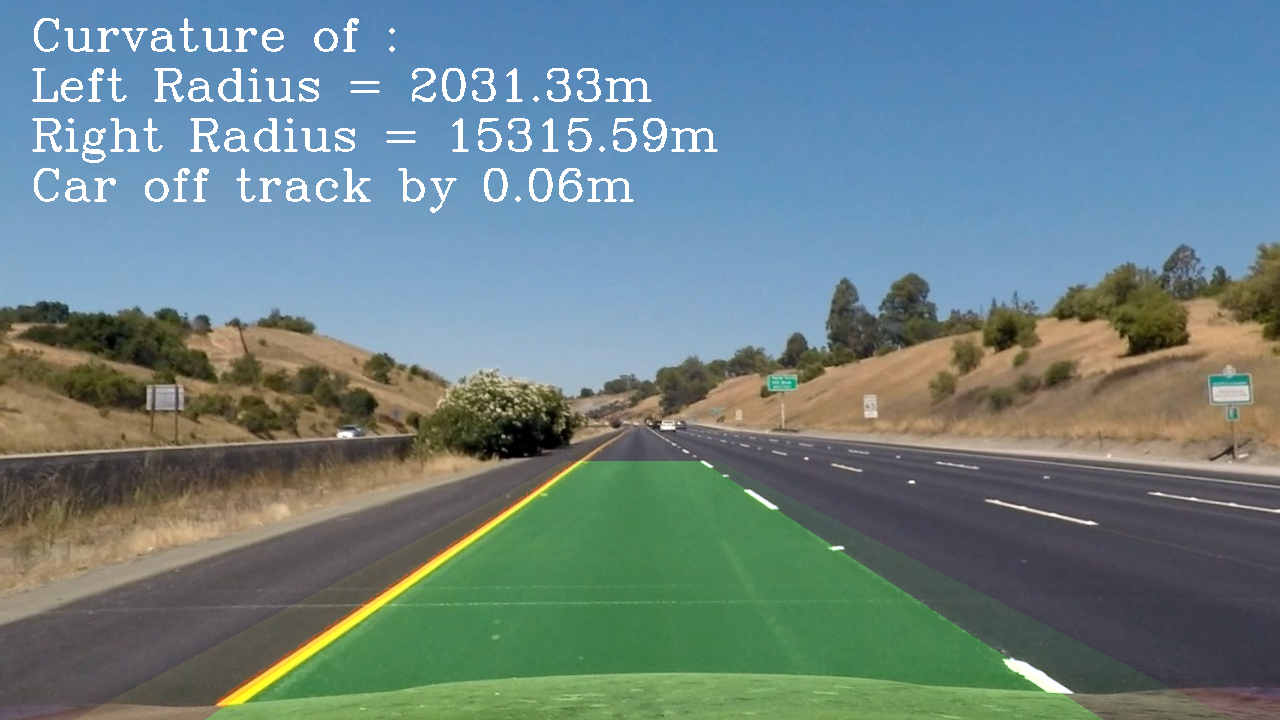 Curvature of :
Left Radius = 2031.33m
Right Radius = 15315.59m
Car off track by 0.06m